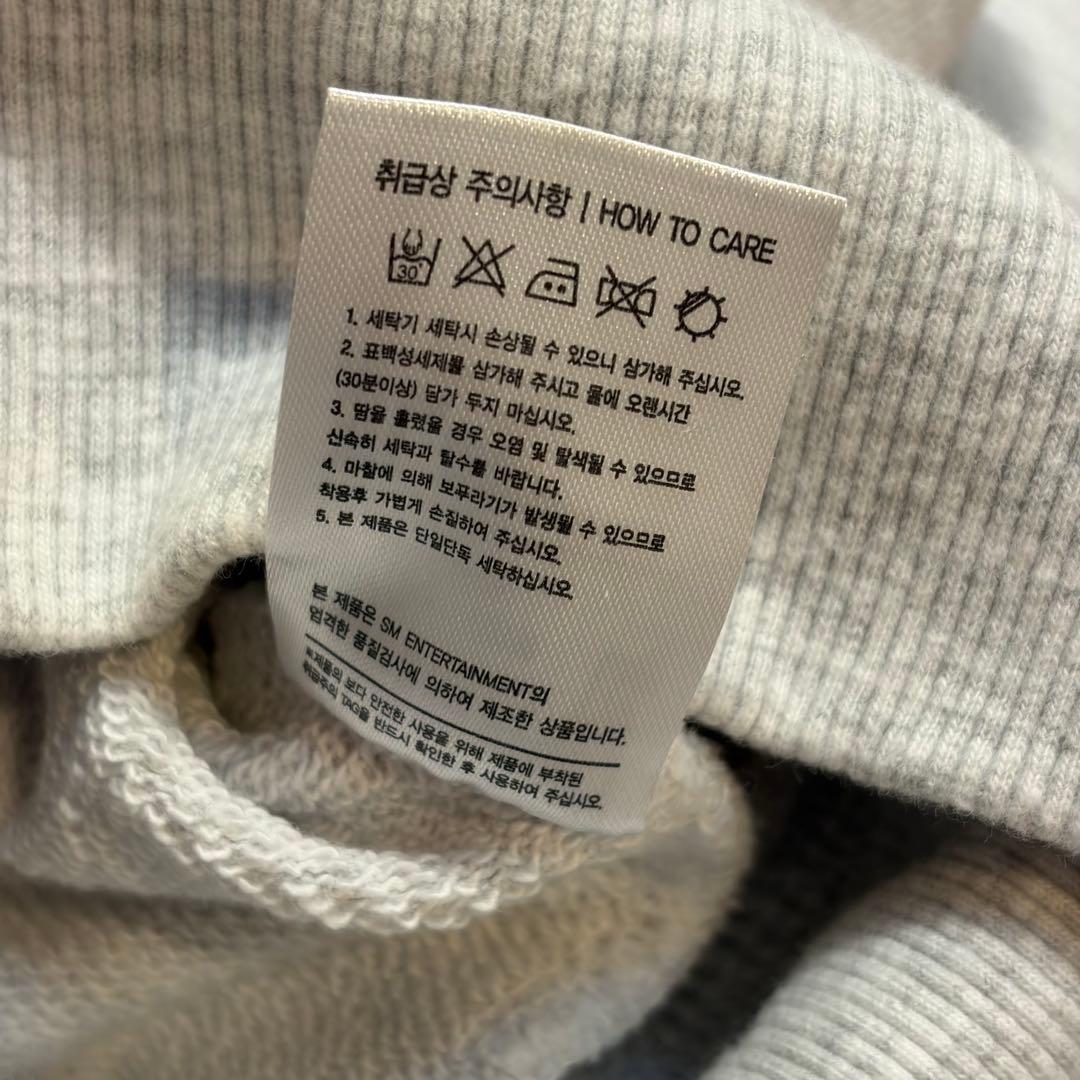 취급상 주의사항 | HOW TO CARE
30°
1. 세탁기 세탁시 손상될 수 있으니 삼가해 주십시오.
2. 표백성세제를 삼가해 주시고 물에 오랜시간
(30분이상) 담가 두지 마십시오.
3. 땀을 흘렸을 경우 오염 및 탈색될 수 있으므로
신속히 세탁과 탈수를 바랍니다.
4. 마찰에 의해 보푸라기가 발생될 수 있으므로
착용후 가볍게 손질하여 주십시오.
5. 본 제품은 단일단독 세탁하십시오.
본 제품은 SM ENTERTAINMENT의
엄격한 품질검사에 의하여 제조한 상품입니다.
※제품의 보다 안전한 사용을 위해 제품에 부착된
취급주의 TAG을 반드시 확인한 후 사용하여 주십시오.